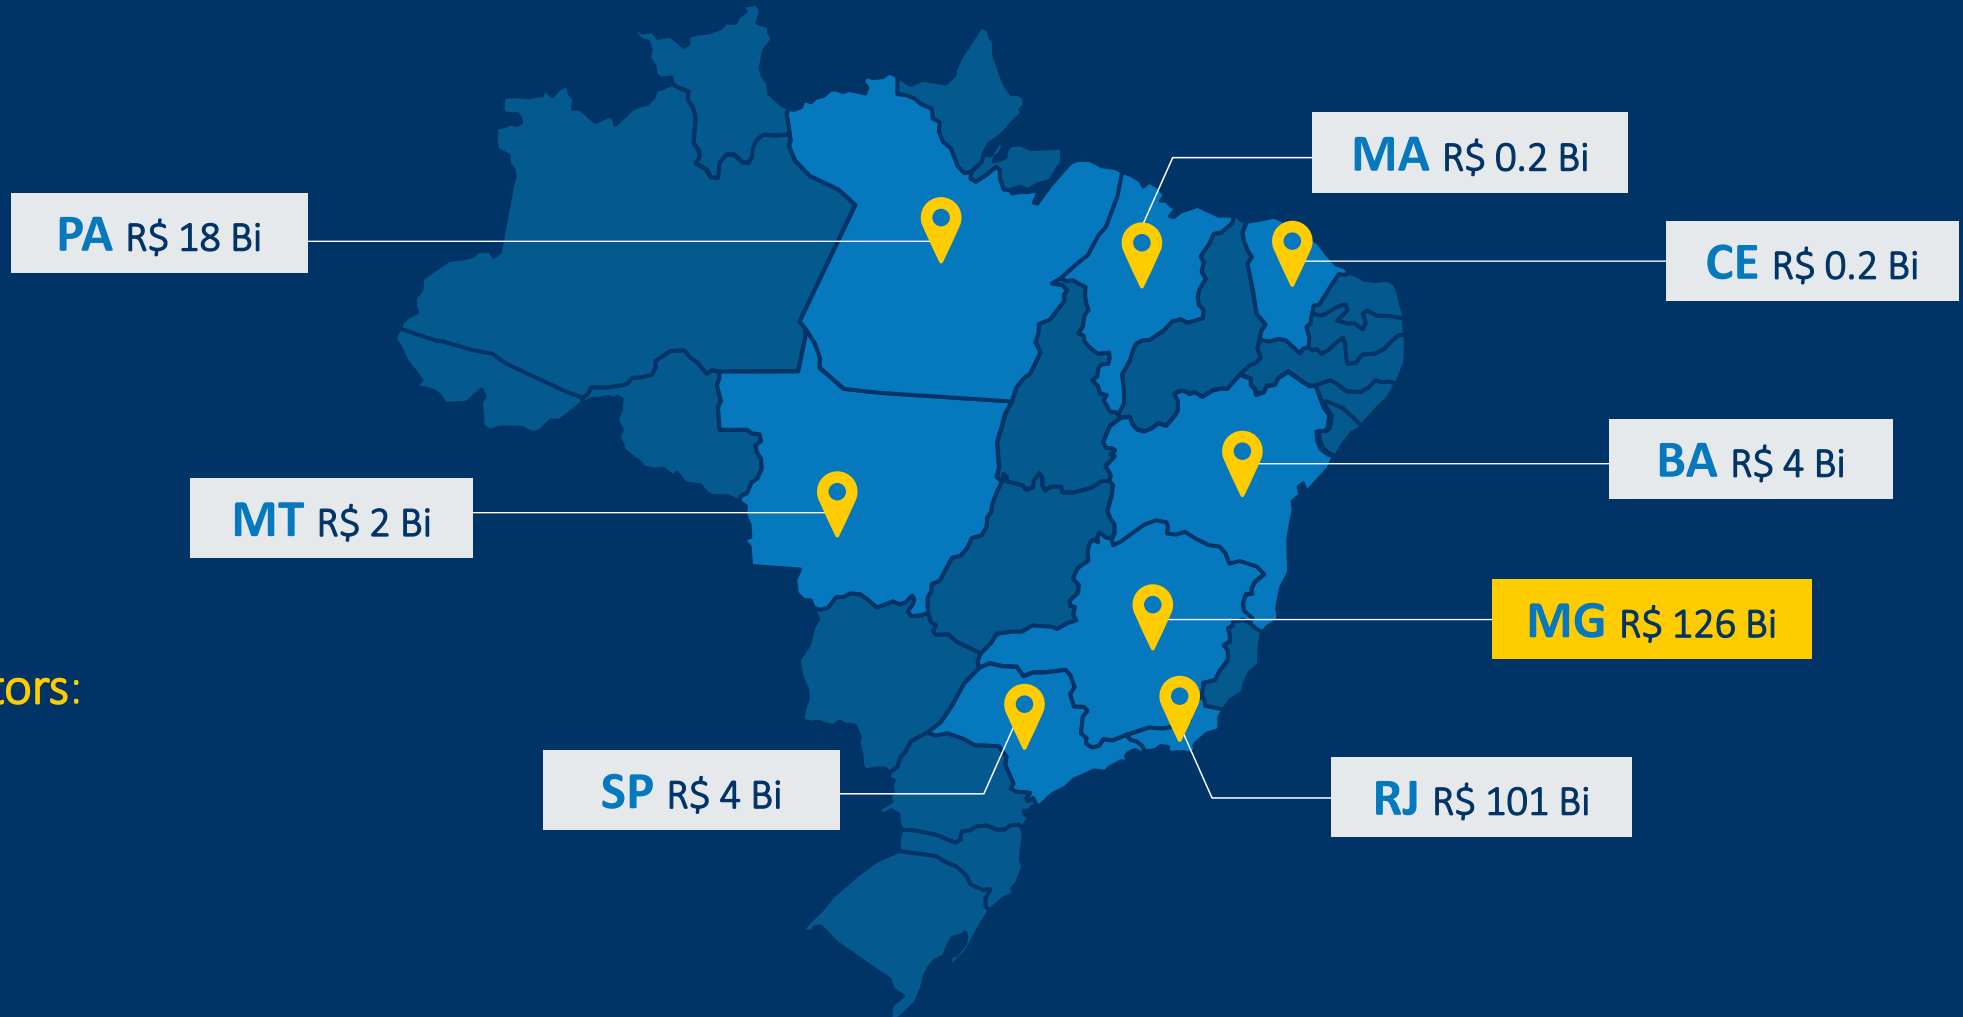 MA R$ 0.2 Bi
PA R$ 18 Bi
CE R$ 0.2 Bi
BA R$ 4 Bi
MT R$ 2 Bi
MG R$ 126 Bi
tors:
SP R$ 4 Bi
RJ R$ 101 Bi